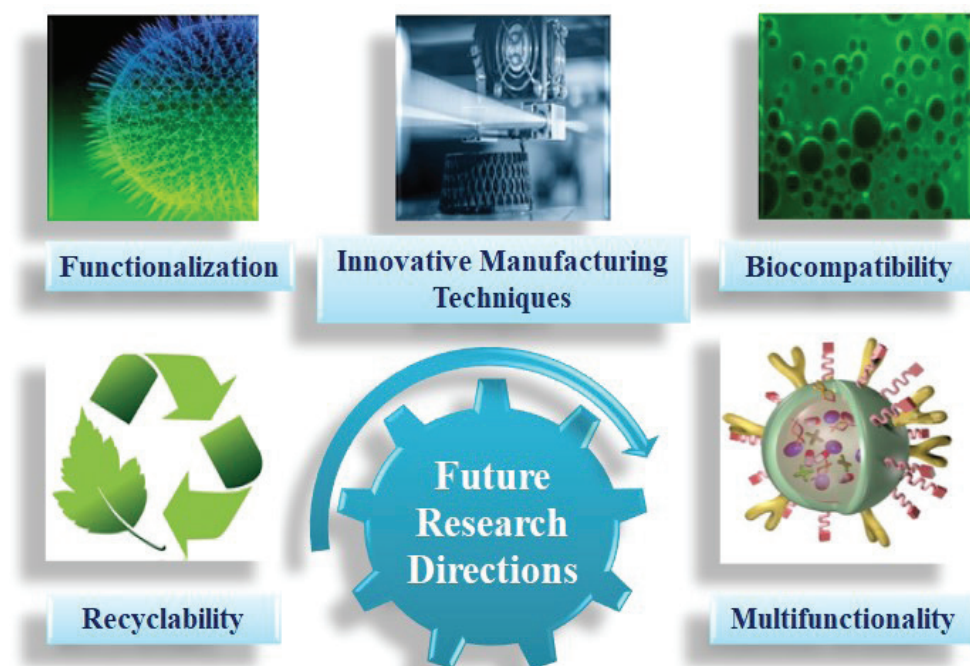 Functionalization
Innovative Manufacturing
Techniques
Biocompatibility
Future
Research
Directions
Recyclability
Multifunctionality